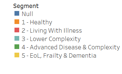 Segment
Null
1 - Healthy
2 - Living With Illness
3 - Lower Complexity
4 - Advanced Disease & Complexity
5 - EoL, Frailty & Dementia